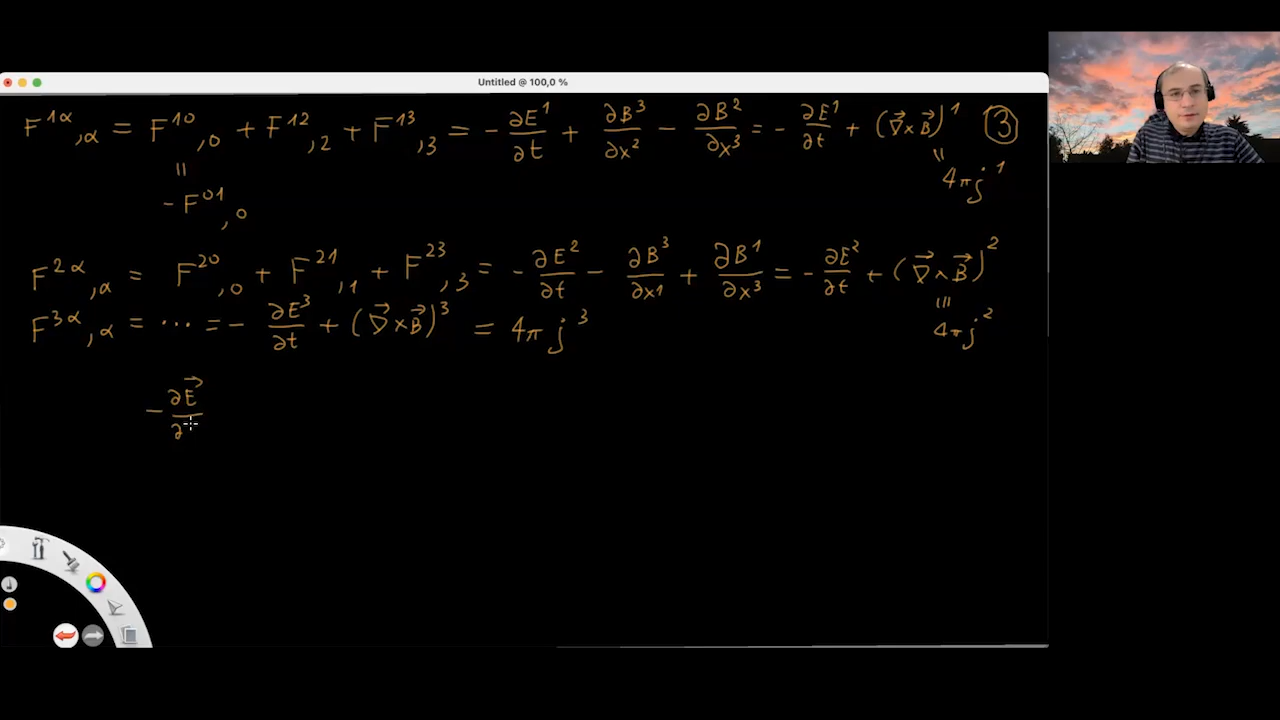 Untitled @ 100,0 %
F^{1α}_{,α} = F^{10}_{,0} + F^{12}_{,2} + F^{13}_{,3} = - ∂E^1/∂t + ∂B^3/∂x^2 - ∂B^2/∂x^3 = - ∂E^1/∂t + (∇⃗×B⃗)^1 ③
= 4πj^1
= -F^{01}_{,0}
F^{2α}_{,α} = F^{20}_{,0} + F^{21}_{,1} + F^{23}_{,3} = - ∂E^2/∂t - ∂B^3/∂x^1 + ∂B^1/∂x^3 = - ∂E^2/∂t + (∇⃗×B⃗)^2
F^{3α}_{,α} = ... = - ∂E^3/∂t + (∇⃗×B⃗)^3 = 4πj^3
≡ 4πj^2
- ∂E⃗/∂